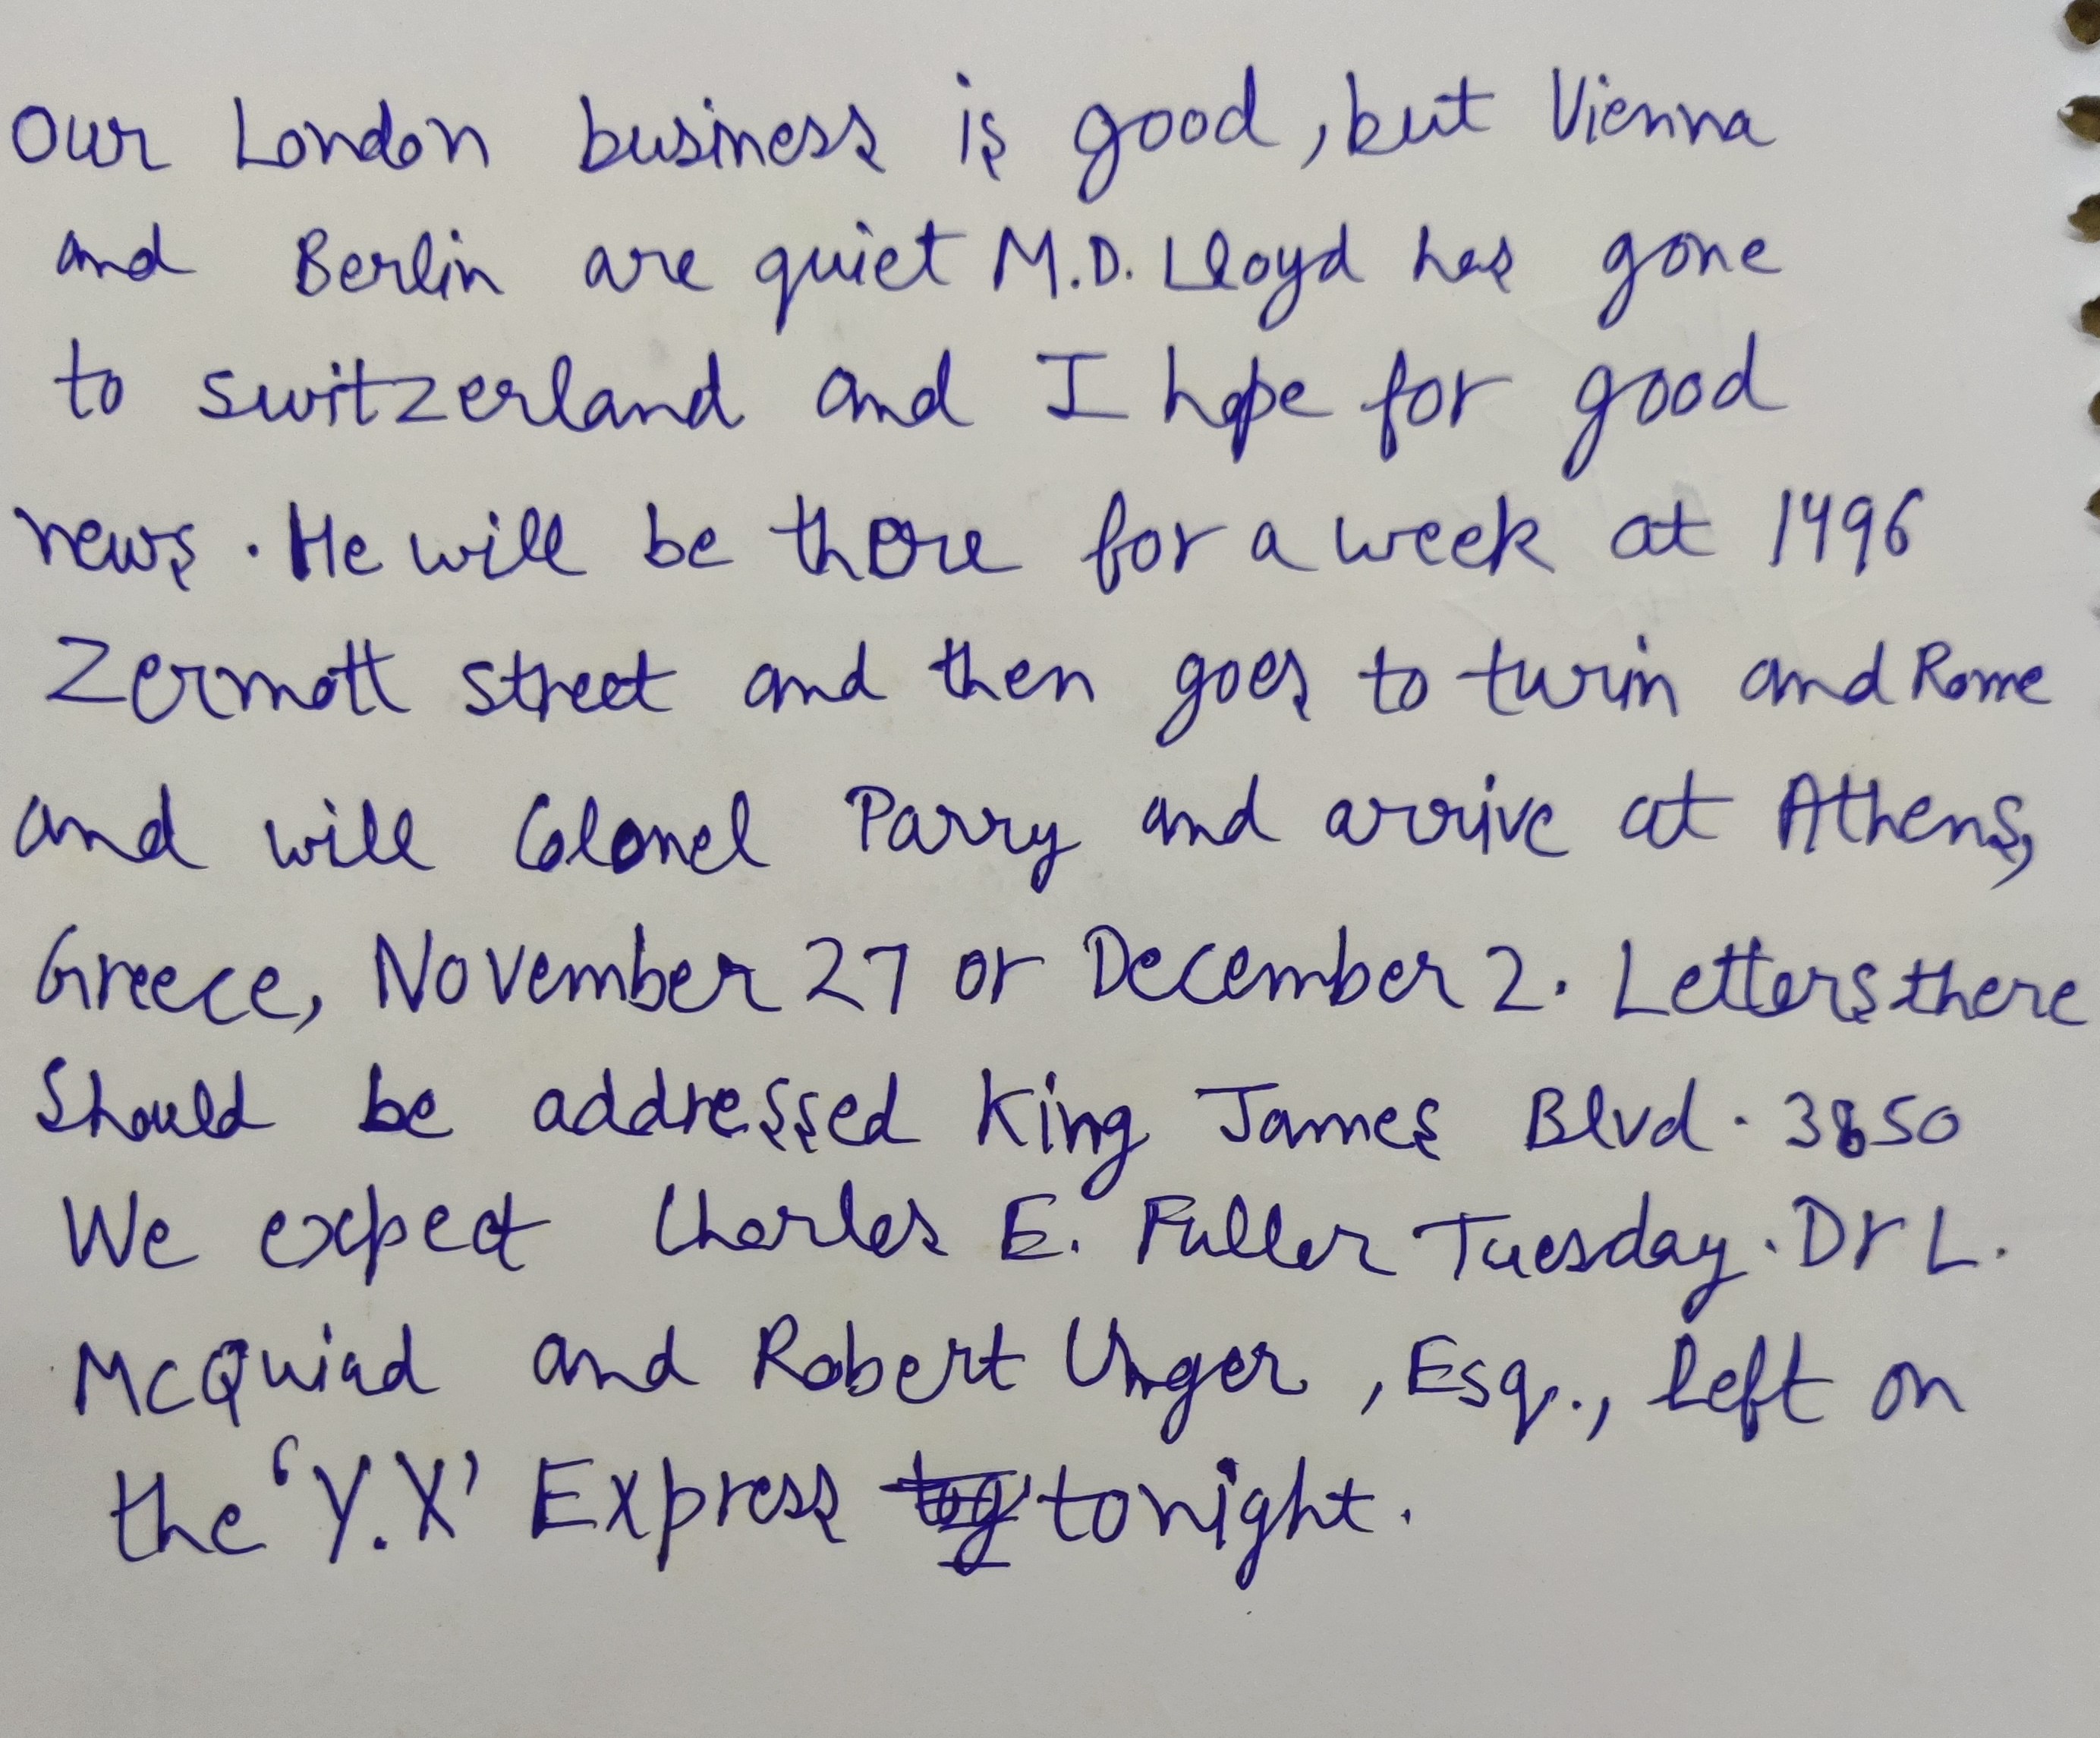 Our London business is good, but Vienna
and Berlin are quiet M.D. Lloyd has gone
to switzerland and I hope for good
news. He will be there for a week at 1496
Zermott street and then goes to turin and Rome
and will Colonel Parry and arrive at Athens,
Greece, November 27 or December 2. Letters there
Should be addressed King James Blvd. 3850
We expect Charles E. Fuller Tuesday. Dr L.
McQuiad and Robert Unger, Esq., left on
the 'Y.X' Express tonight.